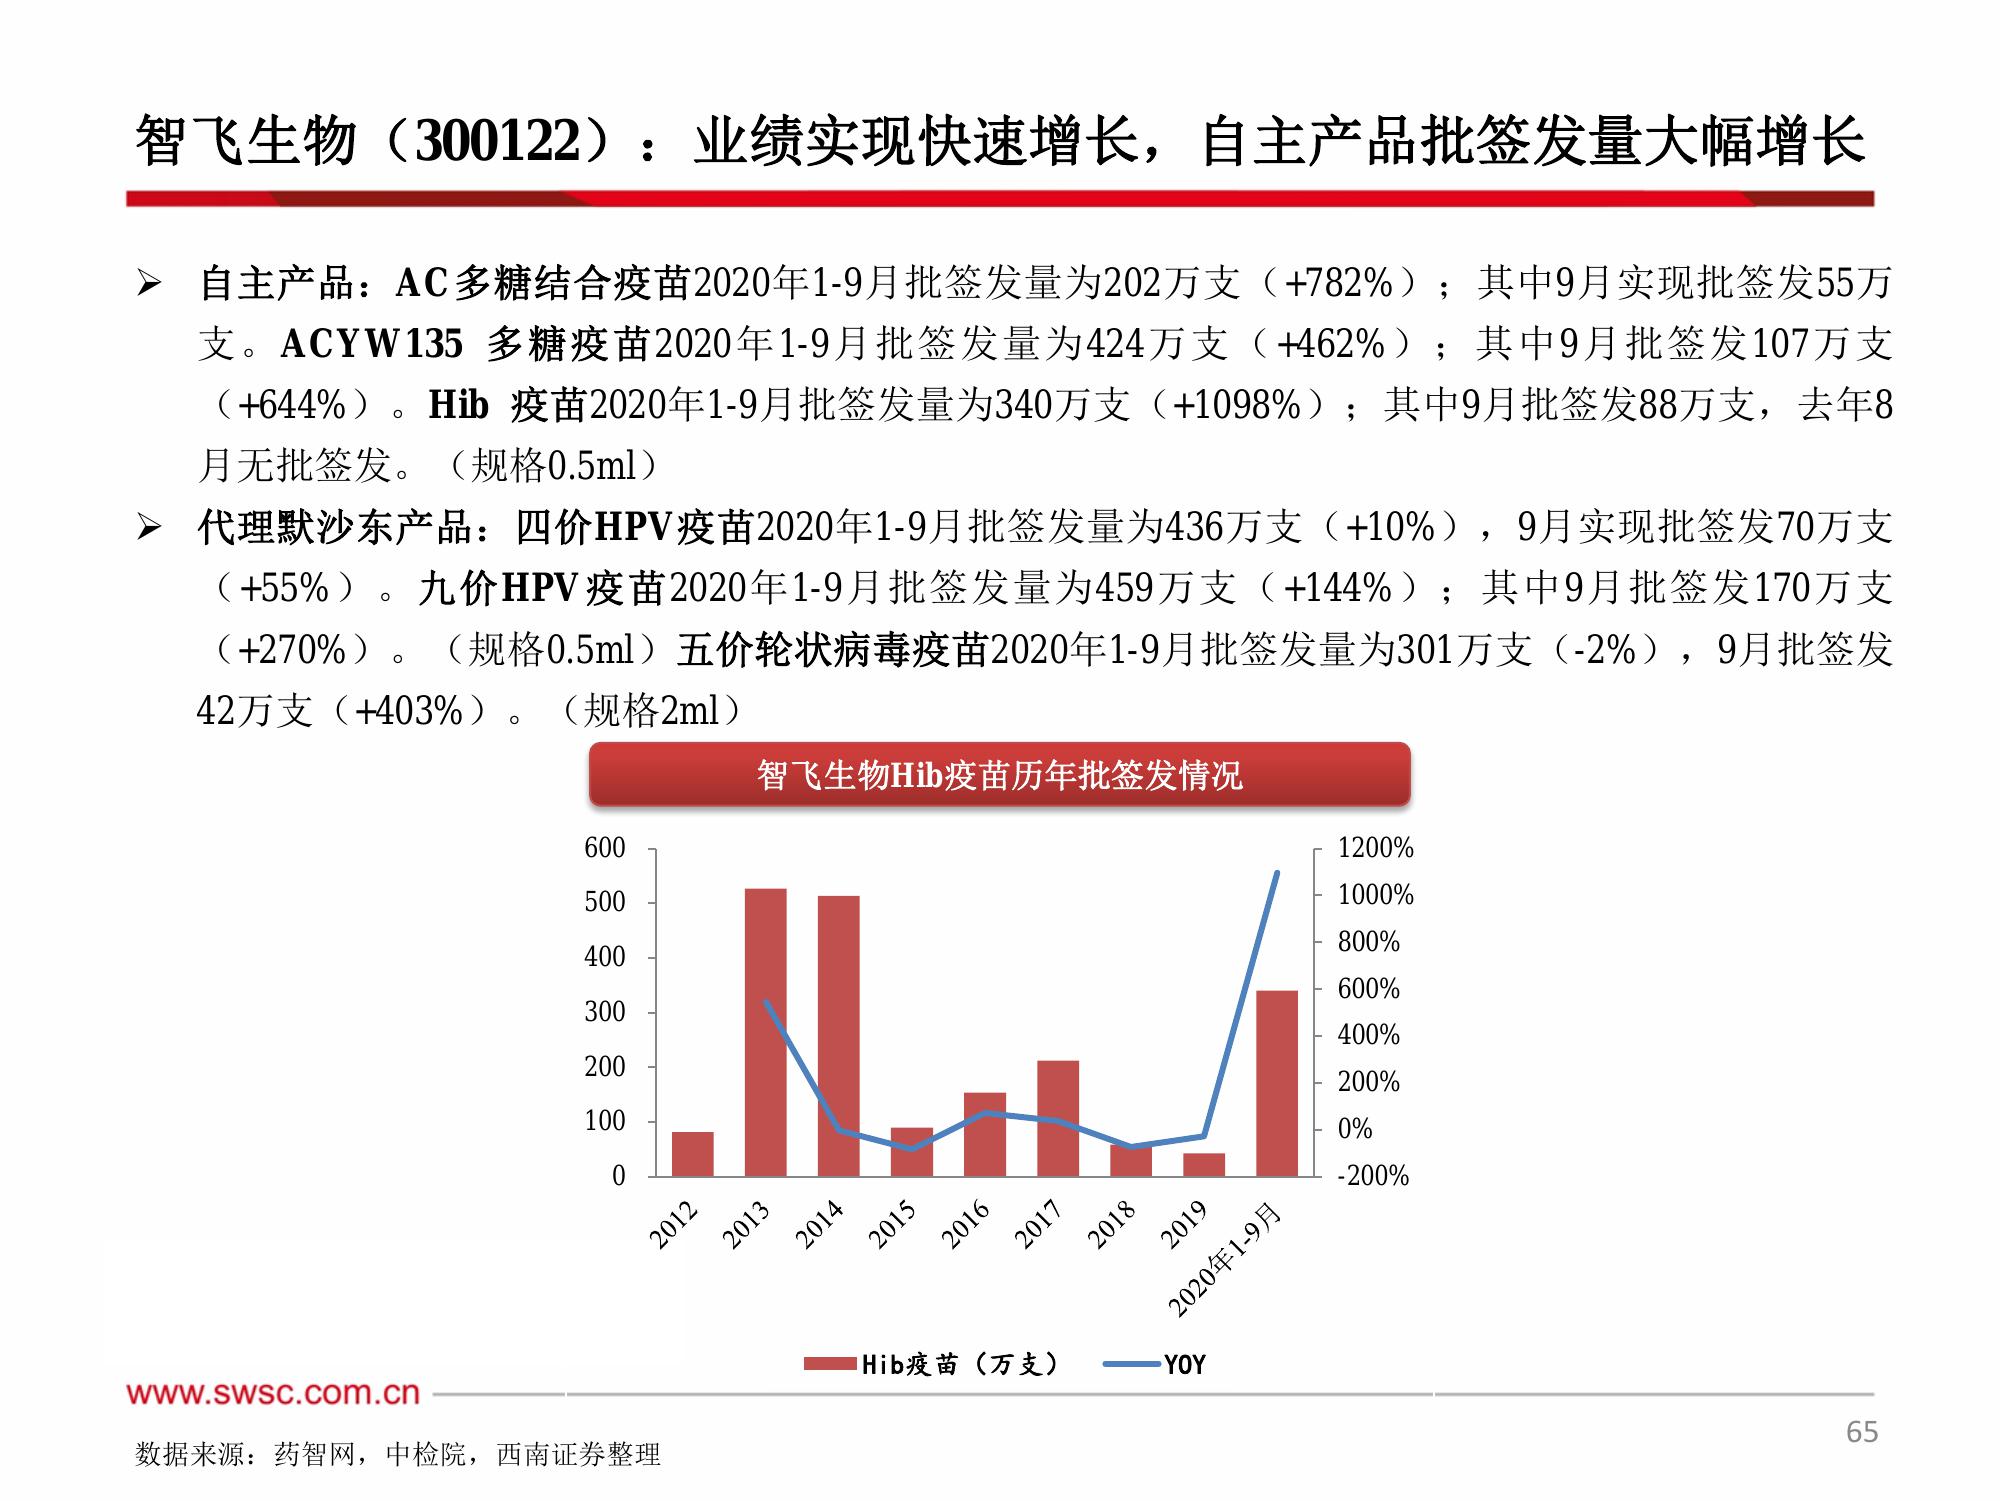 智飞生物（300122）：业绩实现快速增长，自主产品批签发量大幅增长
➢ 自主产品：AC多糖结合疫苗2020年1-9月批签发量为202万支（+782%）；其中9月实现批签发55万
支。ACYW135 多糖疫苗2020年1-9月批签发量为424万支（+462%）；其中9月批签发107万支
（+644%）。Hib 疫苗2020年1-9月批签发量为340万支（+1098%）；其中9月批签发88万支，去年8
月无批签发。（规格0.5ml）
➢ 代理默沙东产品：四价HPV疫苗2020年1-9月批签发量为436万支（+10%），9月实现批签发70万支
（+55%）。九价HPV疫苗2020年1-9月批签发量为459万支（+144%）；其中9月批签发170万支
（+270%）。（规格0.5ml）五价轮状病毒疫苗2020年1-9月批签发量为301万支（-2%），9月批签发
42万支（+403%）。（规格2ml）
智飞生物Hib疫苗历年批签发情况
600
500
400
300
200
100
0
1200%
1000%
800%
600%
400%
200%
0%
-200%
2012
2013
2014
2015
2016
2017
2018
2019
2020年1-9月
Hib疫苗（万支）
YOY
www.swsc.com.cn
65
数据来源：药智网，中检院，西南证券整理